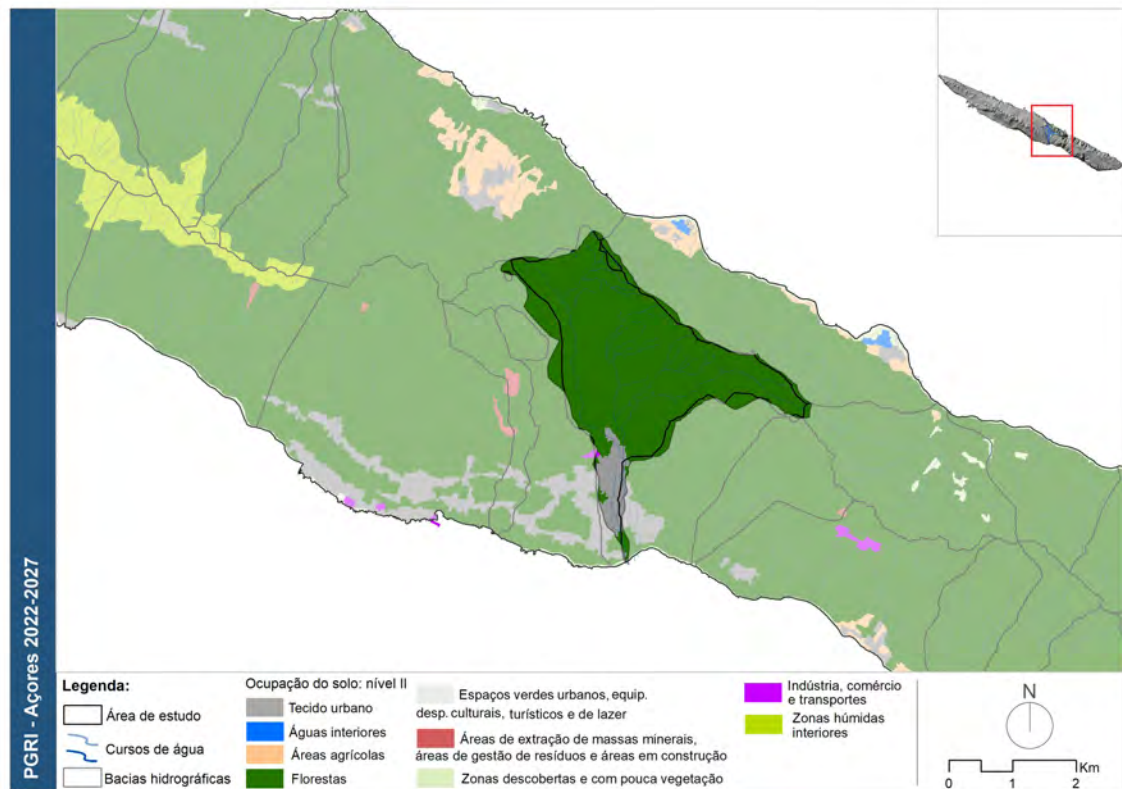 PGRI - Açores 2022-2027
Legenda:
Área de estudo
Cursos de água
Bacias hidrográficas
Ocupação do solo: nível II
Tecido urbano
Águas interiores
Áreas agrícolas
Florestas
Espaços verdes urbanos, equip.
desp. culturais, turísticos e de lazer
Áreas de extração de massas minerais,
áreas de gestão de resíduos e áreas em construção
Zonas descobertas e com pouca vegetação
Indústria, comércio
e transportes
Zonas húmidas
interiores
N
Km
0 1 2